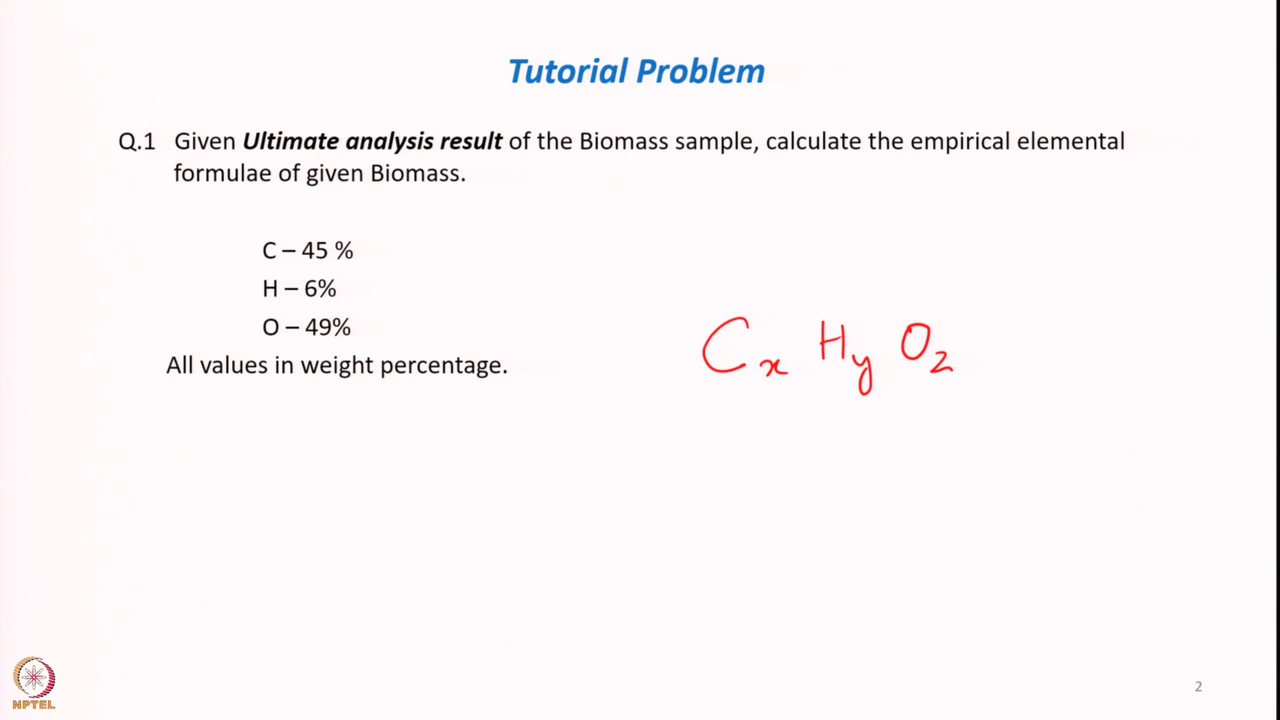 Tutorial Problem
Q.1 Given Ultimate analysis result of the Biomass sample, calculate the empirical elemental
formulae of given Biomass.
C – 45 %
H – 6%
O – 49%
All values in weight percentage.
Cx Hy Oz
NPTEL
2